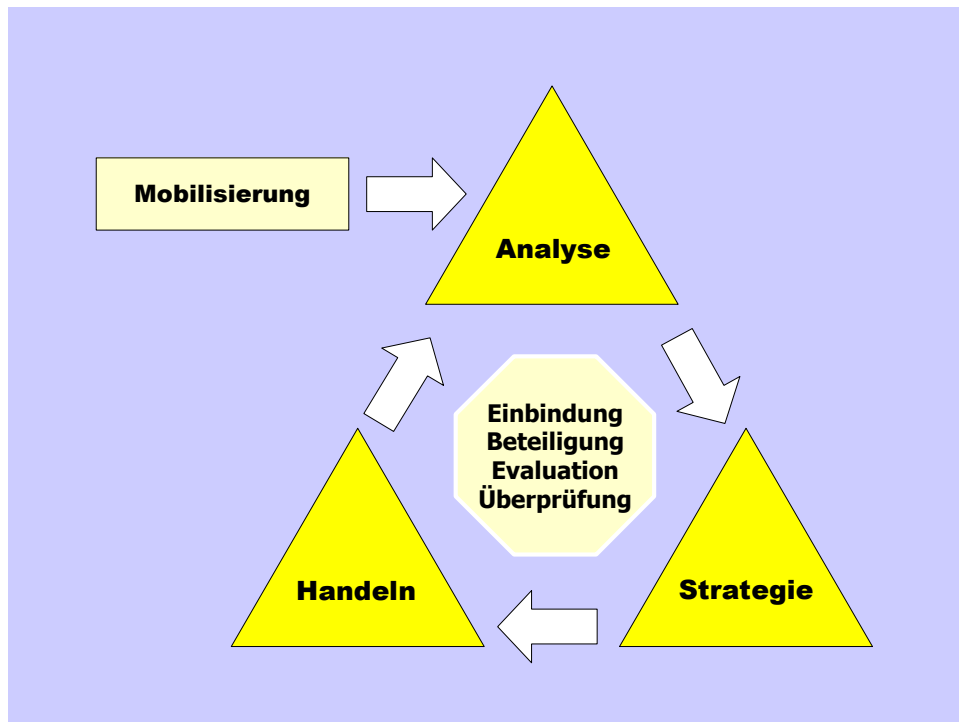 Mobilisierung
Analyse
Einbindung
Beteiligung
Evaluation
Überprüfung
Handeln
Strategie